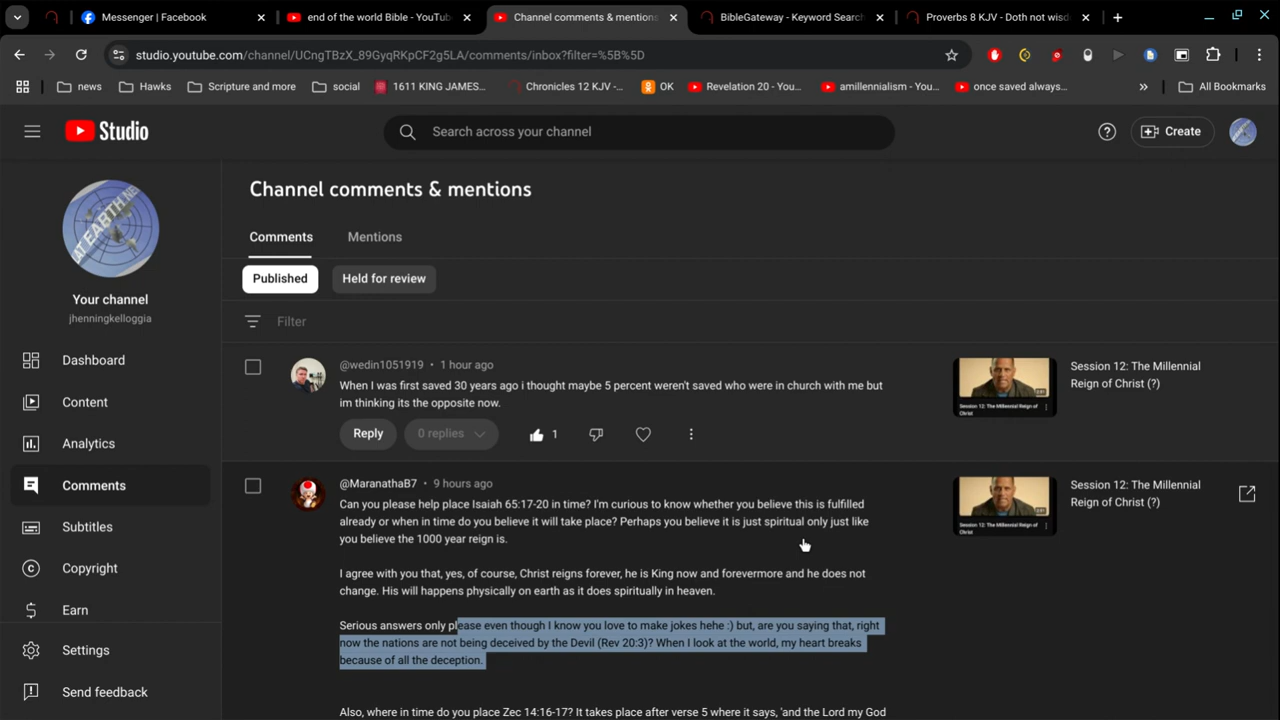 Messenger | Facebook
end of the world Bible - YouTube
Channel comments & mentions
BibleGateway - Keyword Search
Proverbs 8 KJV - Doth not wisd
studio.youtube.com/channel/UCngTBzX_89GyqRKpCF2g5LA/comments/inbox?filter=%5B%5D
news
Hawks
Scripture and more
social
1611 KING JAMES...
Chronicles 12 KJV -...
OK
Revelation 20 - You...
amillennialism - You...
once saved always...
»
All Bookmarks
Studio
Search across your channel
Create
Channel comments & mentions
Comments
Mentions
Published
Held for review
Filter
Your channel
jhenningkelloggia
Dashboard
Content
Analytics
Comments
Subtitles
Copyright
Earn
Settings
Send feedback
@wedin1051919 • 1 hour ago
When I was first saved 30 years ago i thought maybe 5 percent weren't saved who were in church with me but
im thinking its the opposite now.
Reply
0 replies
1
Session 12: The Millennial
Reign of Christ (?)
@MaranathaB7 • 9 hours ago
Can you please help place Isaiah 65:17-20 in time? I'm curious to know whether you believe this is fulfilled
already or when in time do you believe it will take place? Perhaps you believe it is just spiritual only just like
you believe the 1000 year reign is.
I agree with you that, yes, of course, Christ reigns forever, he is King now and forevermore and he does not
change. His will happens physically on earth as it does spiritually in heaven.
Serious answers only please even though I know you love to make jokes hehe :) but, are you saying that, right
now the nations are not being deceived by the Devil (Rev 20:3)? When I look at the world, my heart breaks
because of all the deception.
Also, where in time do you place Zec 14:16-17? It takes place after verse 5 where it says, 'and the Lord my God
Session 12: The Millennial
Reign of Christ (?)